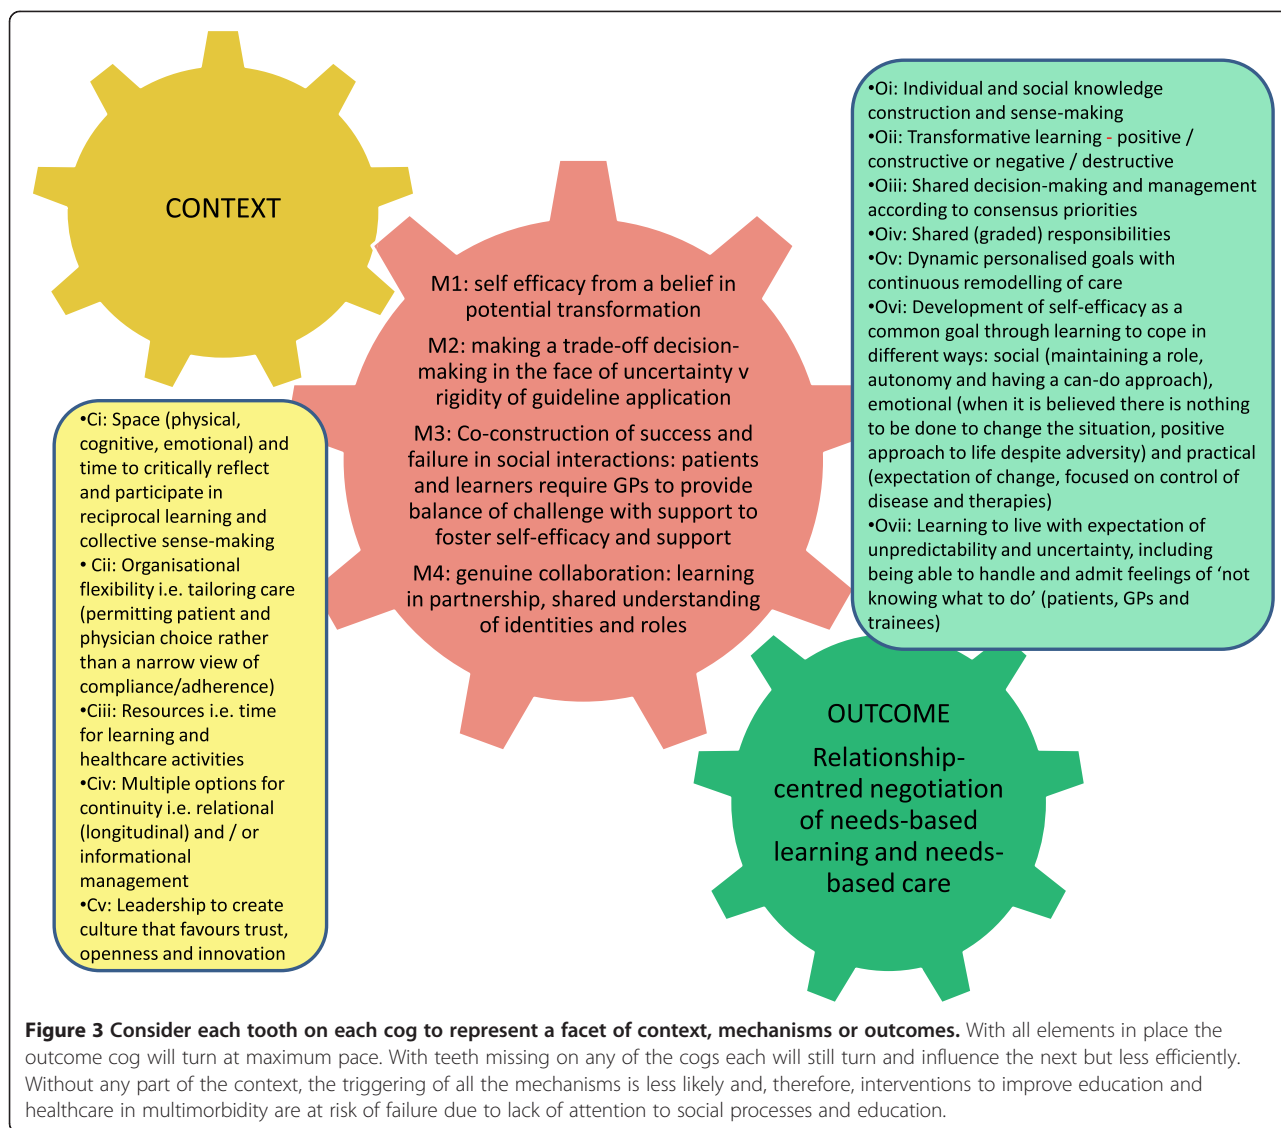 CONTEXT
•Ci: Space (physical,
cognitive, emotional) and
time to critically reflect
and participate in
reciprocal learning and
collective sense-making
• Cii: Organisational
flexibility i.e. tailoring care
(permitting patient and
physician choice rather
than a narrow view of
compliance/adherence)
•Ciii: Resources i.e. time
for learning and
healthcare activities
•Civ: Multiple options for
continuity i.e. relational
(longitudinal) and / or
informational
management
•Cv: Leadership to create
culture that favours trust,
openness and innovation
M1: self efficacy from a belief in
potential transformation
M2: making a trade-off decision-
making in the face of uncertainty v
rigidity of guideline application
M3: Co-construction of success and
failure in social interactions: patients
and learners require GPs to provide
balance of challenge with support to
foster self-efficacy and support
M4: genuine collaboration: learning
in partnership, shared understanding
of identities and roles
•Oi: Individual and social knowledge
construction and sense-making
•Oii: Transformative learning - positive /
constructive or negative / destructive
•Oiii: Shared decision-making and management
according to consensus priorities
•Oiv: Shared (graded) responsibilities
•Ov: Dynamic personalised goals with
continuous remodelling of care
•Ovi: Development of self-efficacy as a
common goal through learning to cope in
different ways: social (maintaining a role,
autonomy and having a can-do approach),
emotional (when it is believed there is nothing
to be done to change the situation, positive
approach to life despite adversity) and practical
(expectation of change, focused on control of
disease and therapies)
•Ovii: Learning to live with expectation of
unpredictability and uncertainty, including
being able to handle and admit feelings of ‘not
knowing what to do’ (patients, GPs and
trainees)
OUTCOME
Relationship-
centred negotiation
of needs-based
learning and needs-
based care
Figure 3 Consider each tooth on each cog to represent a facet of context, mechanisms or outcomes. With all elements in place the
outcome cog will turn at maximum pace. With teeth missing on any of the cogs each will still turn and influence the next but less efficiently.
Without any part of the context, the triggering of all the mechanisms is less likely and, therefore, interventions to improve education and
healthcare in multimorbidity are at risk of failure due to lack of attention to social processes and education.